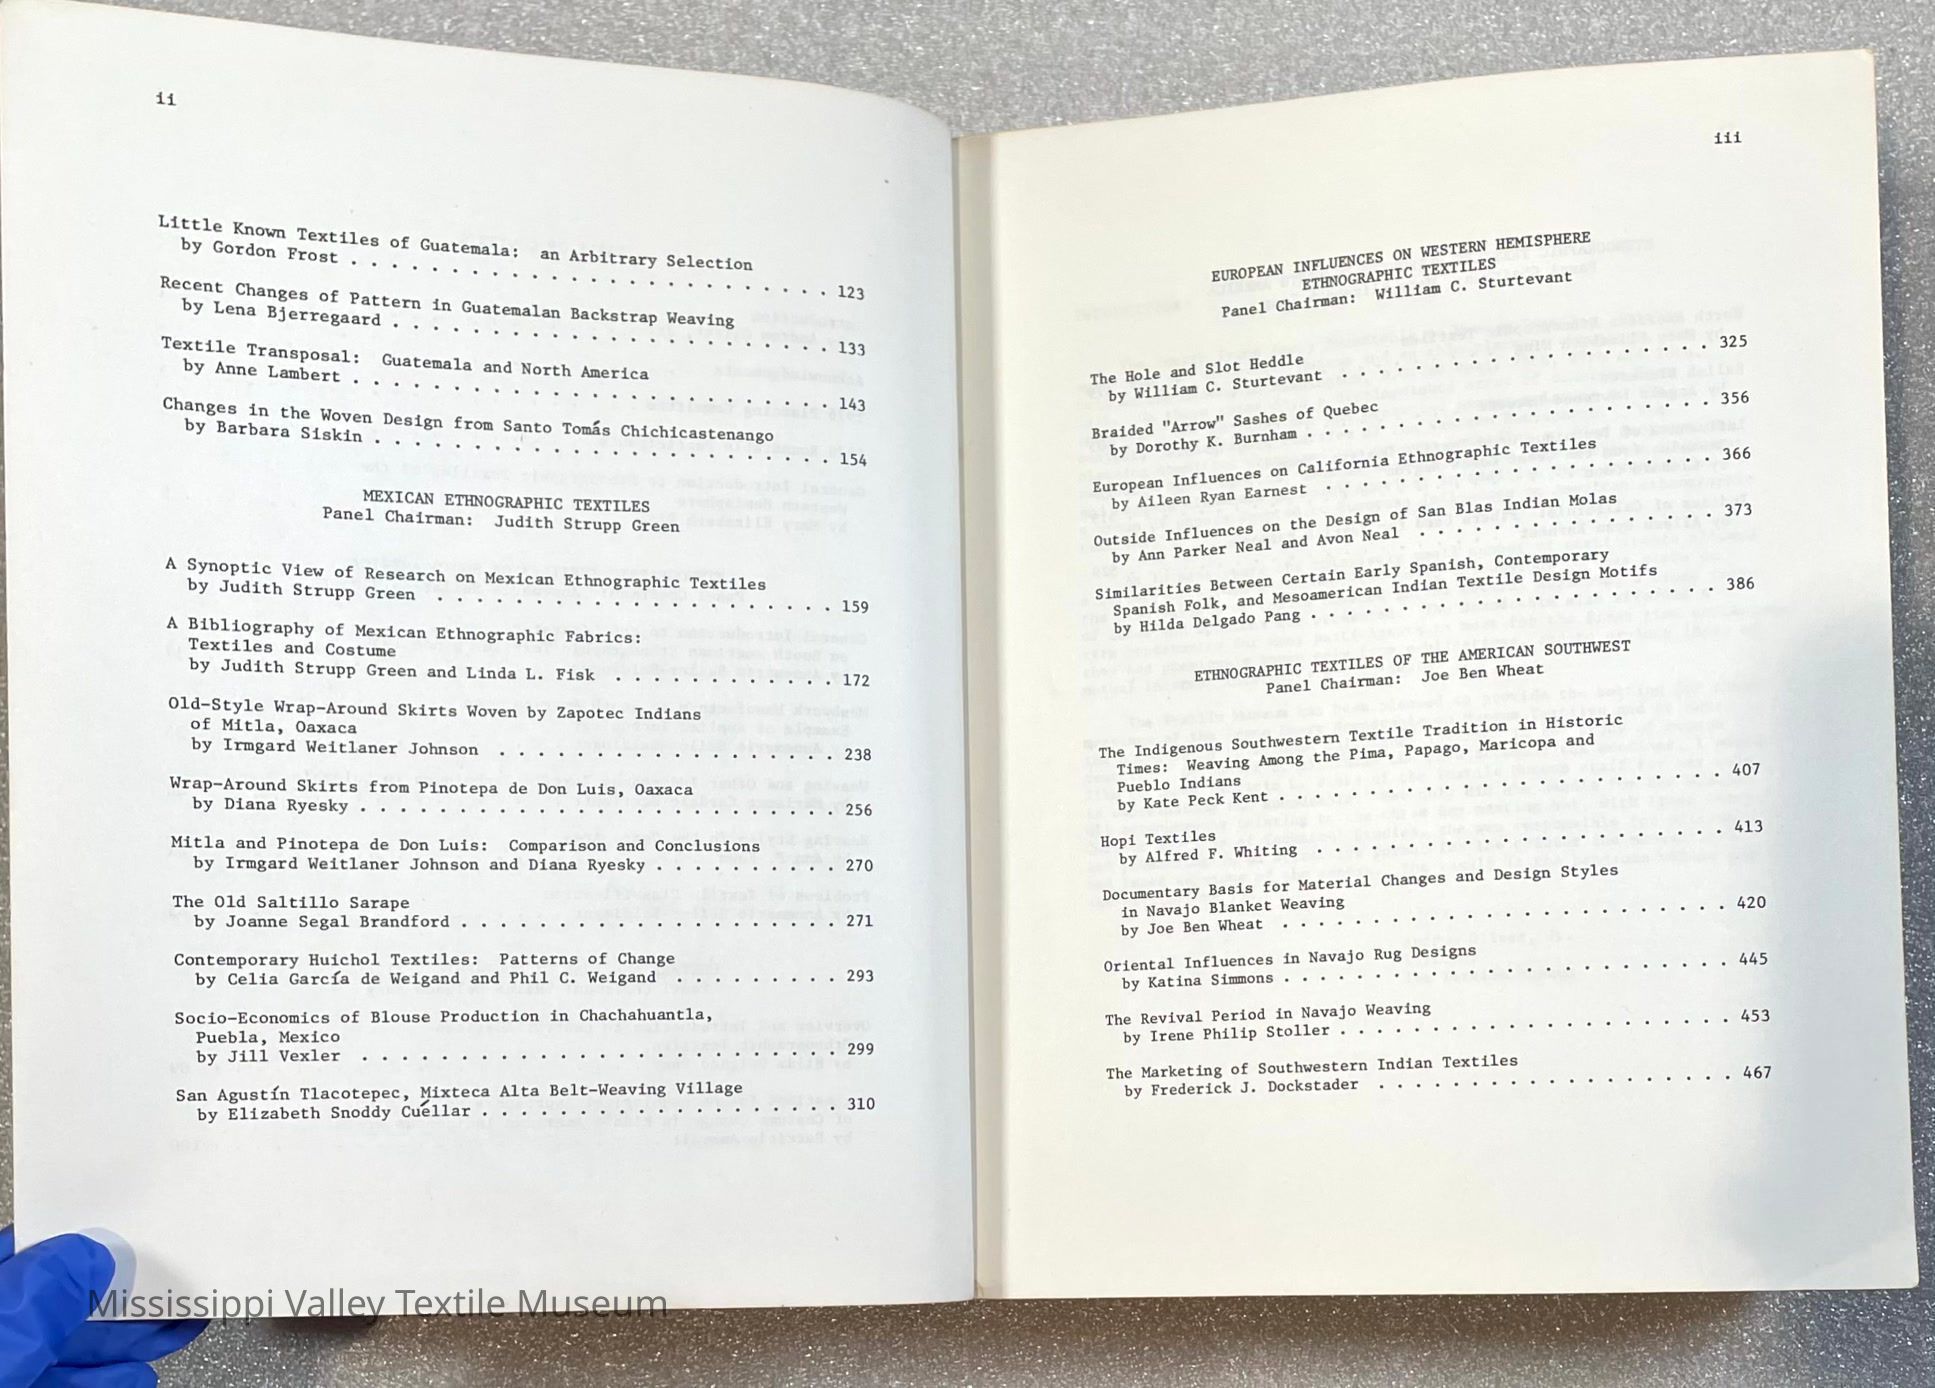 ii
Little Known Textiles of Guatemala: an Arbitrary Selection
by Gordon Frost . . . . . . . . . . . . . . . . . . . . . . . 123
Recent Changes of Pattern in Guatemalan Backstrap Weaving
by Lena Bjerregaard . . . . . . . . . . . . . . . . . . . . . 133
Textile Transposal: Guatemala and North America
by Anne Lambert . . . . . . . . . . . . . . . . . . . . . . . 143
Changes in the Woven Design from Santo Tomás Chichicastenango
by Barbara Siskin . . . . . . . . . . . . . . . . . . . . . . 154
MEXICAN ETHNOGRAPHIC TEXTILES
Panel Chairman: Judith Strupp Green
A Synoptic View of Research on Mexican Ethnographic Textiles
by Judith Strupp Green . . . . . . . . . . . . . . . . . . . 159
A Bibliography of Mexican Ethnographic Fabrics:
Textiles and Costume
by Judith Strupp Green and Linda L. Fisk . . . . . . . . . . . 172
Old-Style Wrap-Around Skirts Woven by Zapotec Indians
of Mitla, Oaxaca
by Irmgard Weitlaner Johnson . . . . . . . . . . . . . . . . 238
Wrap-Around Skirts from Pinotepa de Don Luis, Oaxaca
by Diana Ryesky . . . . . . . . . . . . . . . . . . . . . . . 256
Mitla and Pinotepa de Don Luis: Comparison and Conclusions
by Irmgard Weitlaner Johnson and Diana Ryesky . . . . . . . . . 270
The Old Saltillo Sarape
by Joanne Segal Brandford . . . . . . . . . . . . . . . . . . 271
Contemporary Huichol Textiles: Patterns of Change
by Celia García de Weigand and Phil C. Weigand . . . . . . . . 293
Socio-Economics of Blouse Production in Chachahuantla,
Puebla, Mexico
by Jill Vexler . . . . . . . . . . . . . . . . . . . . . . . 299
San Agustín Tlacotepec, Mixteca Alta Belt-Weaving Village
by Elizabeth Snoddy Cuéllar . . . . . . . . . . . . . . . . . 310
iii
EUROPEAN INFLUENCES ON WESTERN HEMISPHERE
ETHNOGRAPHIC TEXTILES
Panel Chairman: William C. Sturtevant
The Hole and Slot Heddle
by William C. Sturtevant . . . . . . . . . . . . . . . . . . 325
Braided "Arrow" Sashes of Quebec
by Dorothy K. Burnham . . . . . . . . . . . . . . . . . . . . 356
European Influences on California Ethnographic Textiles
by Aileen Ryan Earnest . . . . . . . . . . . . . . . . . . . 366
Outside Influences on the Design of San Blas Indian Molas
by Ann Parker Neal and Avon Neal . . . . . . . . . . . . . . 373
Similarities Between Certain Early Spanish, Contemporary
Spanish Folk, and Mesoamerican Indian Textile Design Motifs
by Hilda Delgado Pang . . . . . . . . . . . . . . . . . . . . 386
ETHNOGRAPHIC TEXTILES OF THE AMERICAN SOUTHWEST
Panel Chairman: Joe Ben Wheat
The Indigenous Southwestern Textile Tradition in Historic
Times: Weaving Among the Pima, Papago, Maricopa and
Pueblo Indians
by Kate Peck Kent . . . . . . . . . . . . . . . . . . . . . . 407
Hopi Textiles
by Alfred F. Whiting . . . . . . . . . . . . . . . . . . . . 413
Documentary Basis for Material Changes and Design Styles
in Navajo Blanket Weaving
by Joe Ben Wheat . . . . . . . . . . . . . . . . . . . . . . 420
Oriental Influences in Navajo Rug Designs
by Katina Simmons . . . . . . . . . . . . . . . . . . . . . . 445
The Revival Period in Navajo Weaving
by Irene Philip Stoller . . . . . . . . . . . . . . . . . . . 453
The Marketing of Southwestern Indian Textiles
by Frederick J. Dockstader . . . . . . . . . . . . . . . . . 467
Mississippi Valley Textile Museum